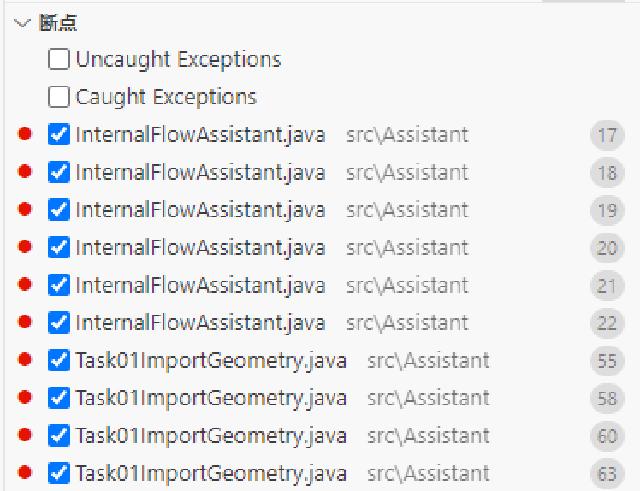 断点
Uncaught Exceptions
Caught Exceptions
InternalFlowAssistant.java src\Assistant 17
InternalFlowAssistant.java src\Assistant 18
InternalFlowAssistant.java src\Assistant 19
InternalFlowAssistant.java src\Assistant 20
InternalFlowAssistant.java src\Assistant 21
InternalFlowAssistant.java src\Assistant 22
Task01ImportGeometry.java src\Assistant 55
Task01ImportGeometry.java src\Assistant 58
Task01ImportGeometry.java src\Assistant 60
Task01ImportGeometry.java src\Assistant 63